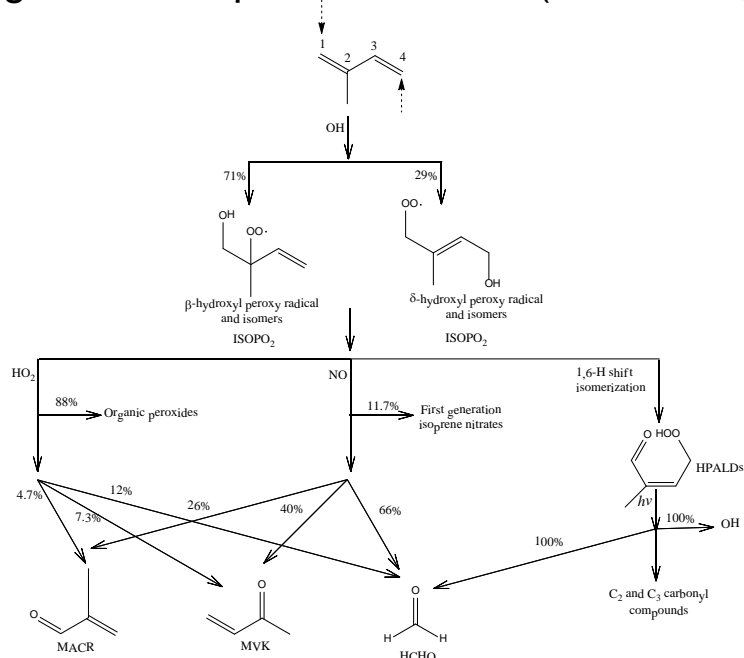 1
2
3
4
OH
71%
29%
OH
OO·
OO·
OH
β-hydroxyl peroxy radical
and isomers
ISOPO2
δ-hydroxyl peroxy radical
and isomers
ISOPO2
HO2
NO
1,6-H shift
isomerization
88%
Organic peroxides
11.7%
First generation
isoprene nitrates
O
HOO
HPALDs
hν
4.7%
7.3%
12%
26%
40%
66%
100%
100%
OH
O
MACR
O
MVK
O
H
H
HCHO
C2 and C3 carbonyl
compounds